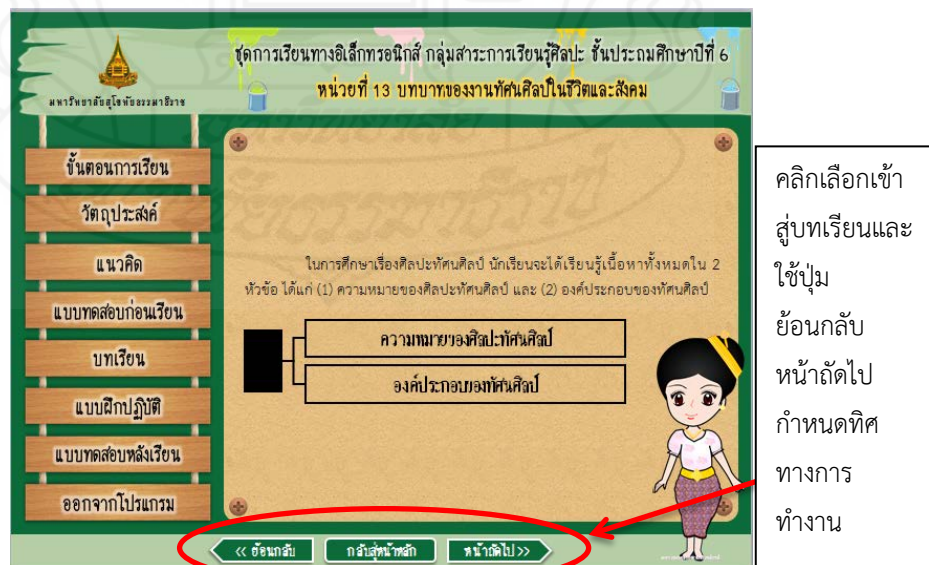 ชุดการเรียนทางอิเล็กทรอนิกส์ กลุ่มสาระการเรียนรู้ศิลปะ ชั้นประถมศึกษาปีที่ 6
หน่วยที่ 13 บทบาทของงานทัศนศิลป์ในชีวิตและสังคม
มหาวิทยาลัยสุโขทัยธรรมาธิราช
ขั้นตอนการเรียน
วัตถุประสงค์
แนวคิด
แบบทดสอบก่อนเรียน
บทเรียน
แบบฝึกปฏิบัติ
แบบทดสอบหลังเรียน
ออกจากโปรแกรม
ในการศึกษาเรื่องศิลปะทัศนศิลป์ นักเรียนจะได้เรียนรู้เนื้อหาทั้งหมดใน 2
หัวข้อ ได้แก่ (1) ความหมายของศิลปะทัศนศิลป์ และ (2) องค์ประกอบของทัศนศิลป์
ความหมายของศิลปะทัศนศิลป์
องค์ประกอบของทัศนศิลป์
<< ย้อนกลับ
กลับสู่หน้าหลัก
หน้าถัดไป >>
คลิกเลือกเข้า
สู่บทเรียนและ
ใช้ปุ่ม
ย้อนกลับ
หน้าถัดไป
กำหนดทิศ
ทางการ
ทำงาน